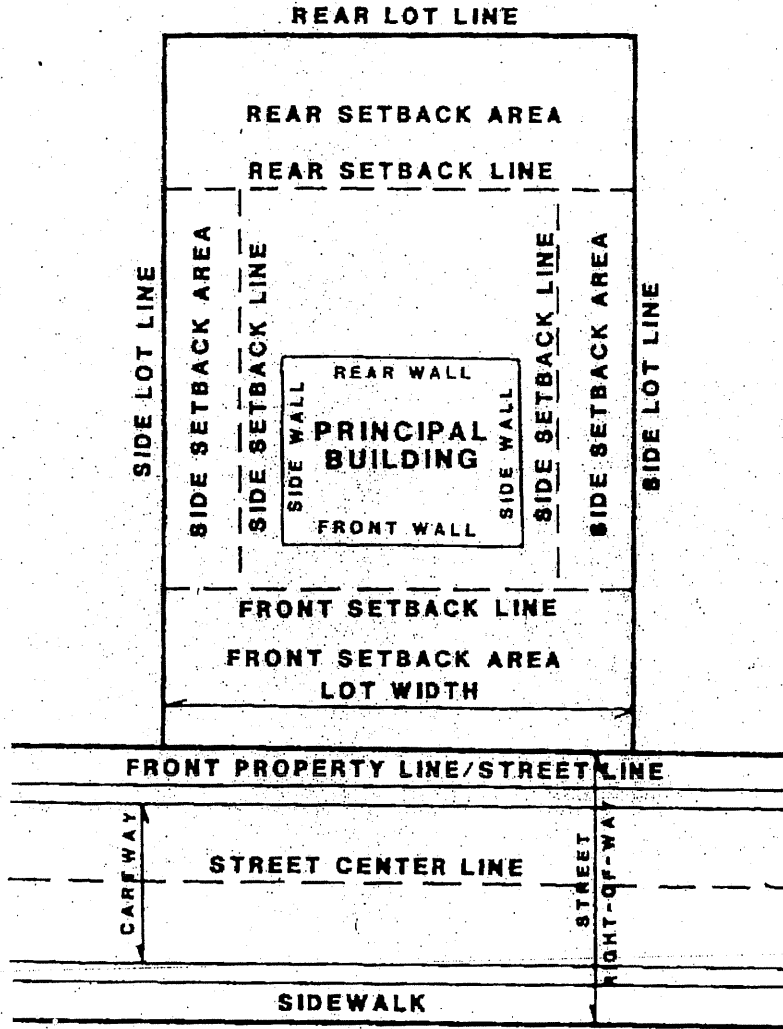 REAR LOT LINE
REAR SETBACK AREA
REAR SETBACK LINE
SIDE LOT LINE
SIDE SETBACK AREA
SIDE SETBACK LINE
REAR WALL
SIDE WALL
PRINCIPAL
BUILDING
SIDE WALL
FRONT WALL
SIDE SETBACK LINE
SIDE SETBACK AREA
SIDE LOT LINE
FRONT SETBACK LINE
FRONT SETBACK AREA
LOT WIDTH
FRONT PROPERTY LINE/STREET LINE
CARTWAY
STREET CENTER LINE
STREET
RIGHT-OF-WAY
SIDEWALK